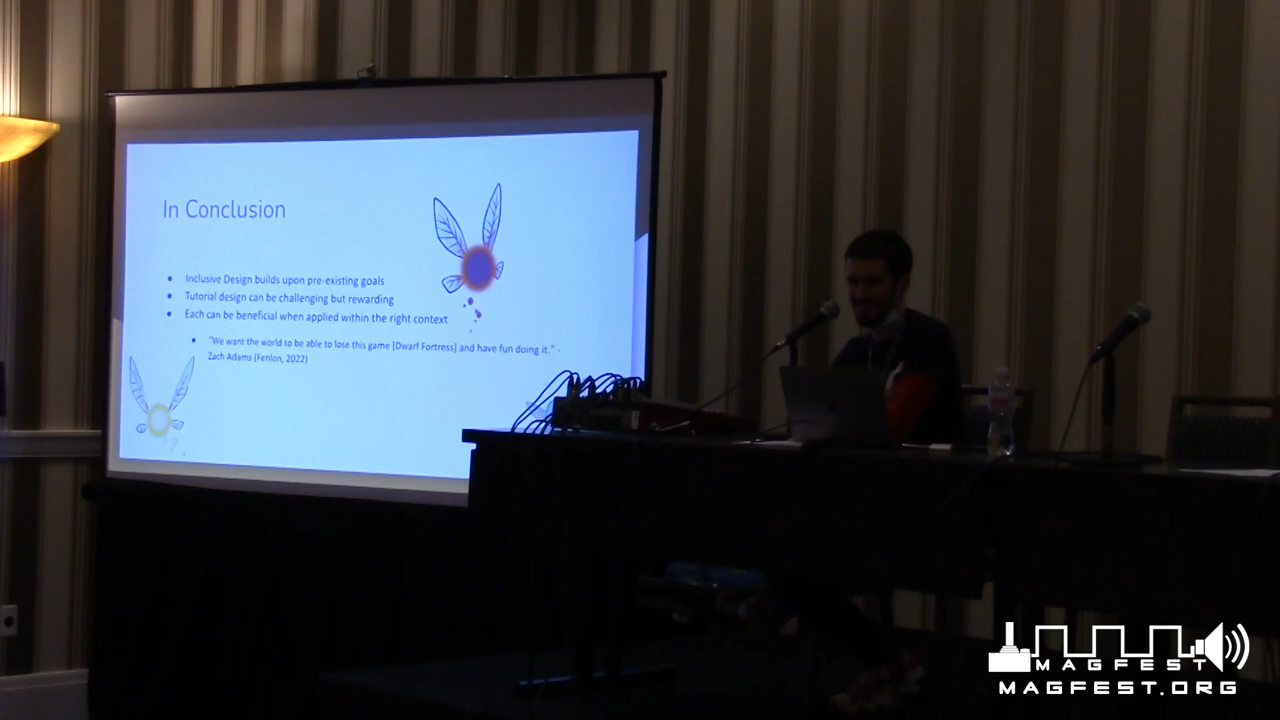 In Conclusion
● Inclusive Design builds upon pre-existing goals
● Tutorial design can be challenging but rewarding
● Each can be beneficial when applied within the right context
● "We want the world to be able to lose this game [Dwarf Fortress] and have fun doing it." -
Zach Adams (Fenlon, 2022)
MAGFEST
MAGFEST.ORG